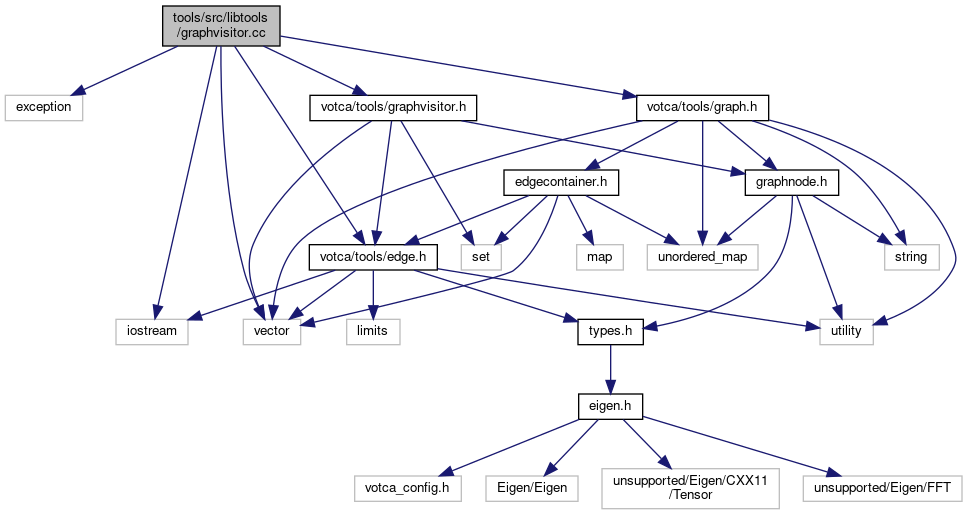 tools/src/libtools
/graphvisitor.cc
exception
votca/tools/graphvisitor.h
votca/tools/graph.h
edgecontainer.h
graphnode.h
votca/tools/edge.h
set
map
unordered_map
string
iostream
vector
limits
types.h
utility
eigen.h
votca_config.h
Eigen/Eigen
unsupported/Eigen/CXX11
/Tensor
unsupported/Eigen/FFT